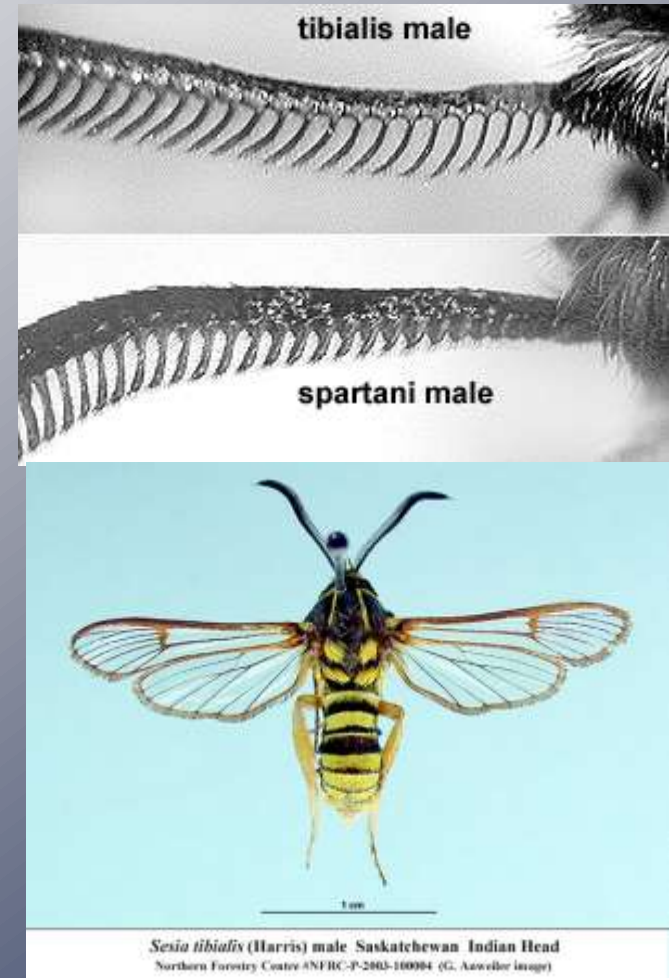 tibialis male
spartani male
1 cm
Sesia tibialis (Harris) male Saskatchewan Indian Head
Northern Forestry Centre #NFRC-P-2003-100004 (G. Anweiler image)